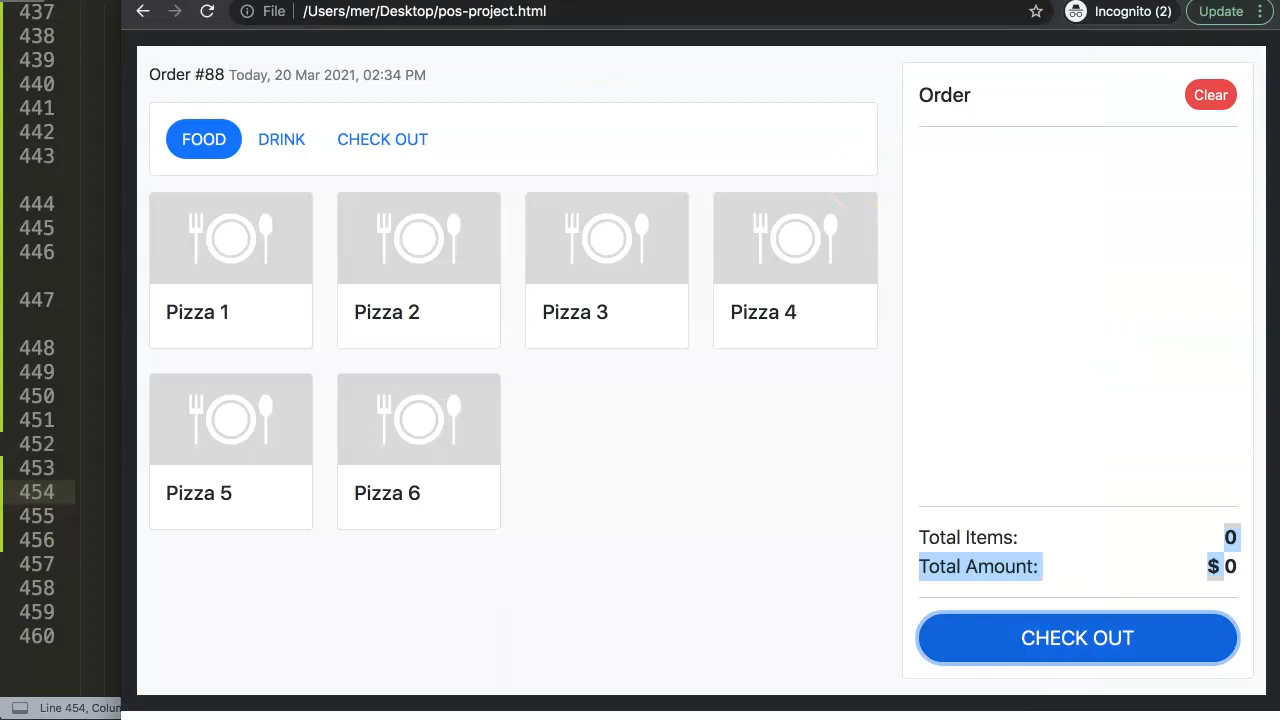 437
438
439
440
441
442
443
444
445
446
447
448
449
450
451
452
453
454
455
456
457
458
459
460
Line 454, Colu
File /Users/mer/Desktop/pos-project.html
Incognito (2)
Update
Order #88 Today, 20 Mar 2021, 02:34 PM
FOOD DRINK CHECK OUT
Pizza 1 Pizza 2 Pizza 3 Pizza 4
Pizza 5 Pizza 6
Order Clear
Total Items: 0
Total Amount: $ 0
CHECK OUT